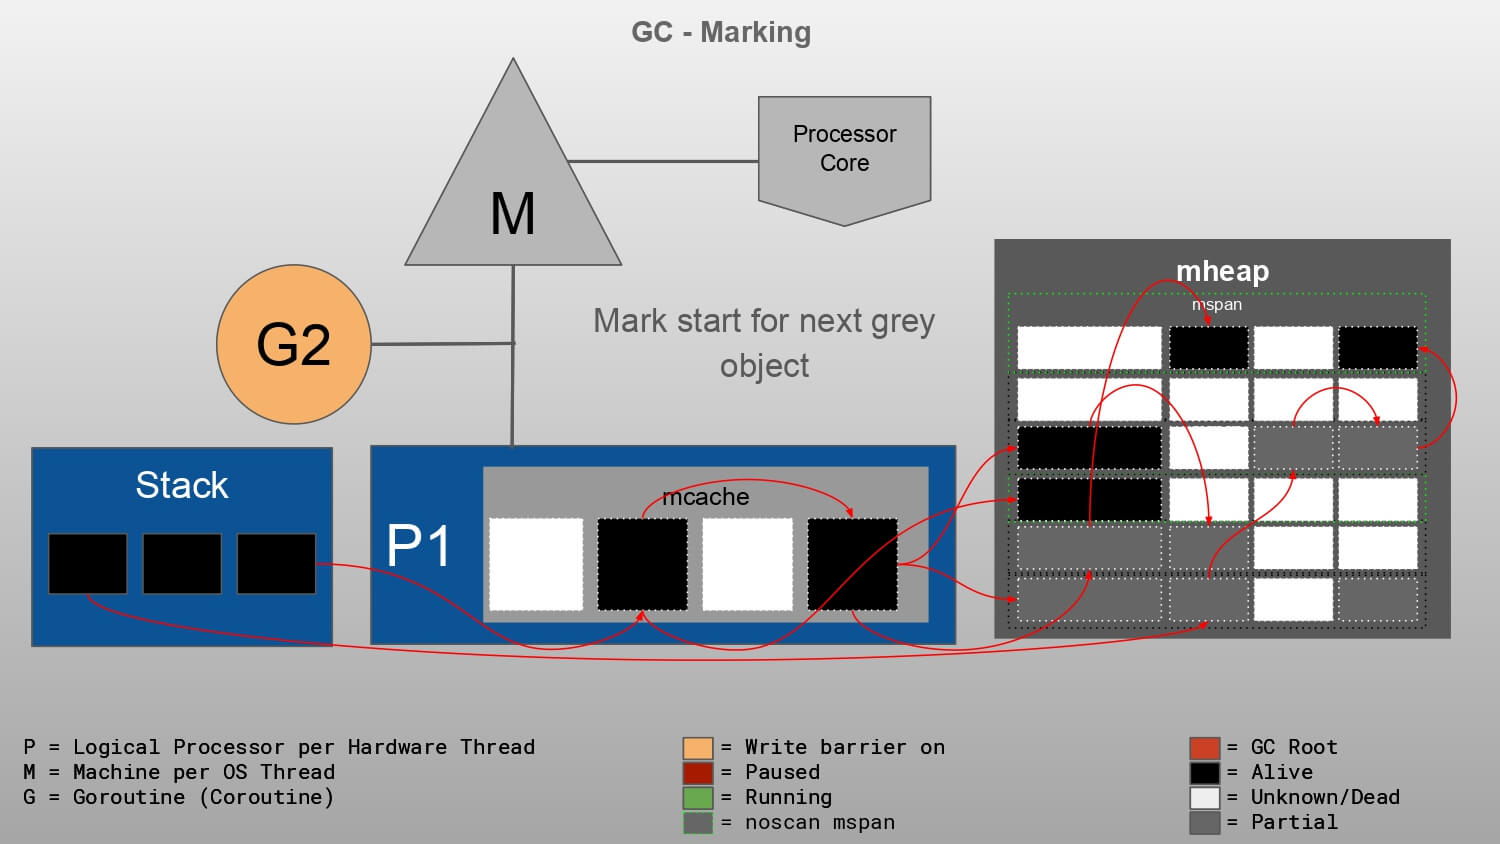 GC - Marking
Processor
Core
M
mheap
mspan
G2
Mark start for next grey
object
Stack
mcache
P1
P = Logical Processor per Hardware Thread
M = Machine per OS Thread
G = Goroutine (Coroutine)
= Write barrier on
= Paused
= Running
= noscan mspan
= GC Root
= Alive
= Unknown/Dead
= Partial